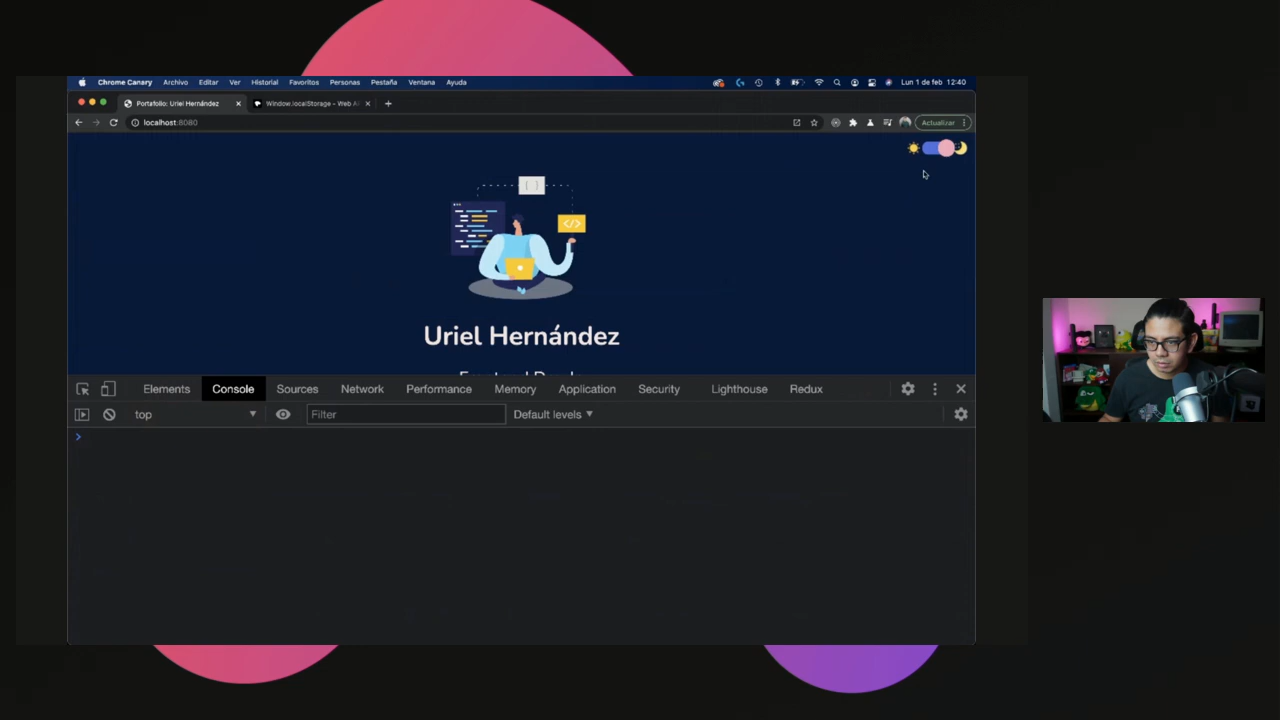 Chrome Canary Archivo Editar Ver Historial Favoritos Personas Pestaña Ventana Ayuda Lun 1 de feb 12:40
Portafolio: Uriel Hernández Window.localStorage - Web A
localhost:8080 Actualizar
{ }
</>
Uriel Hernández
Elements Console Sources Network Performance Memory Application Security Lighthouse Redux
top Filter Default levels